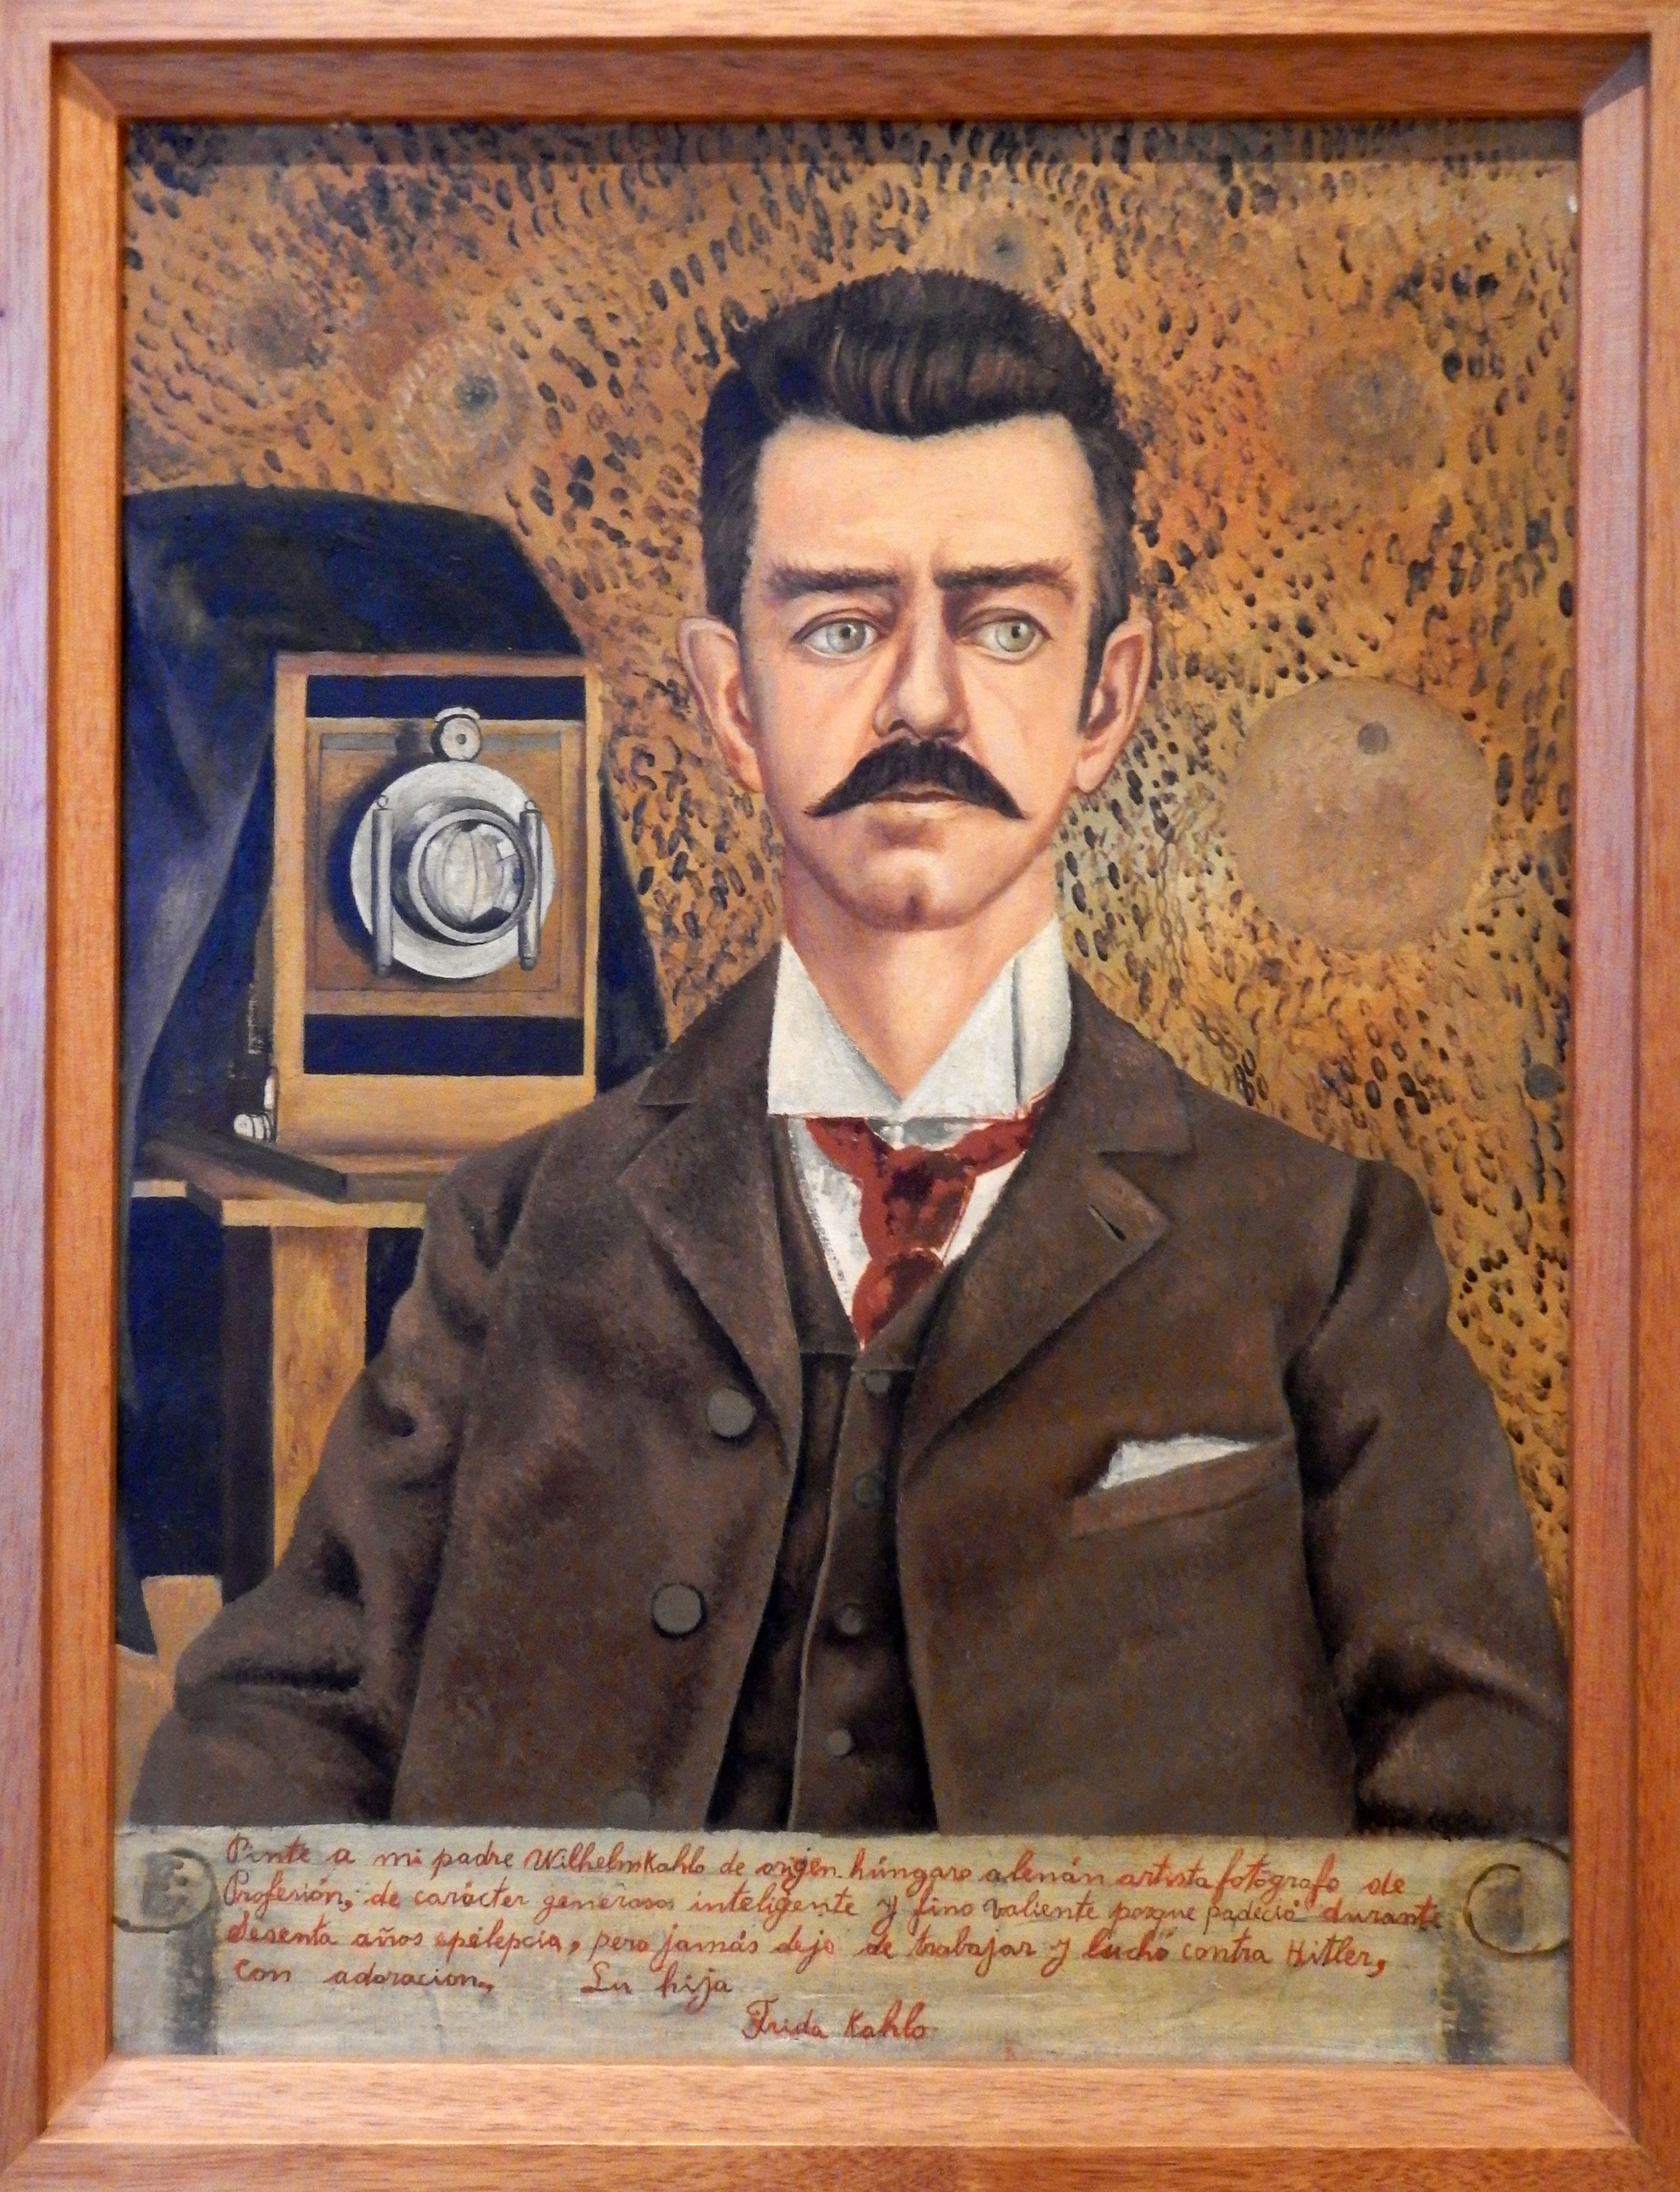 Pinte a mi padre Wilhelm Kahlo de origen húngaro alemán artista fotógrafo de
Profesión, de carácter generoso inteligente y fino valiente porque padeció durante
Sesenta años epilepcia, pero jamás dejo de trabajar y luchó contra Hitler,
con adoracion. Su hija
Frida Kahlo